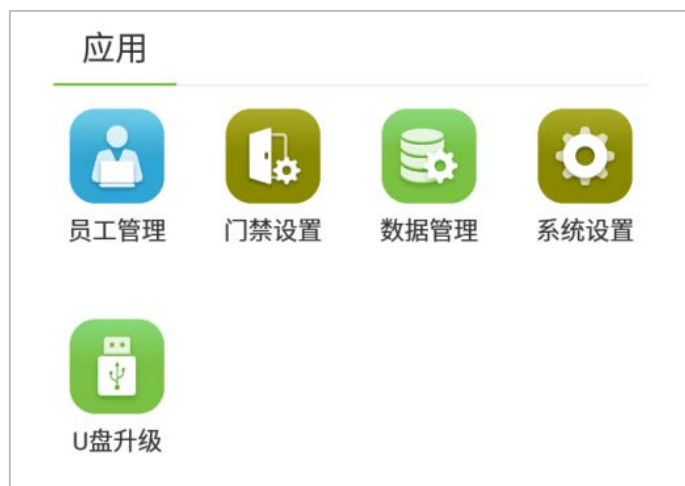 应用
员工管理
门禁设置
数据管理
系统设置
U盘升级